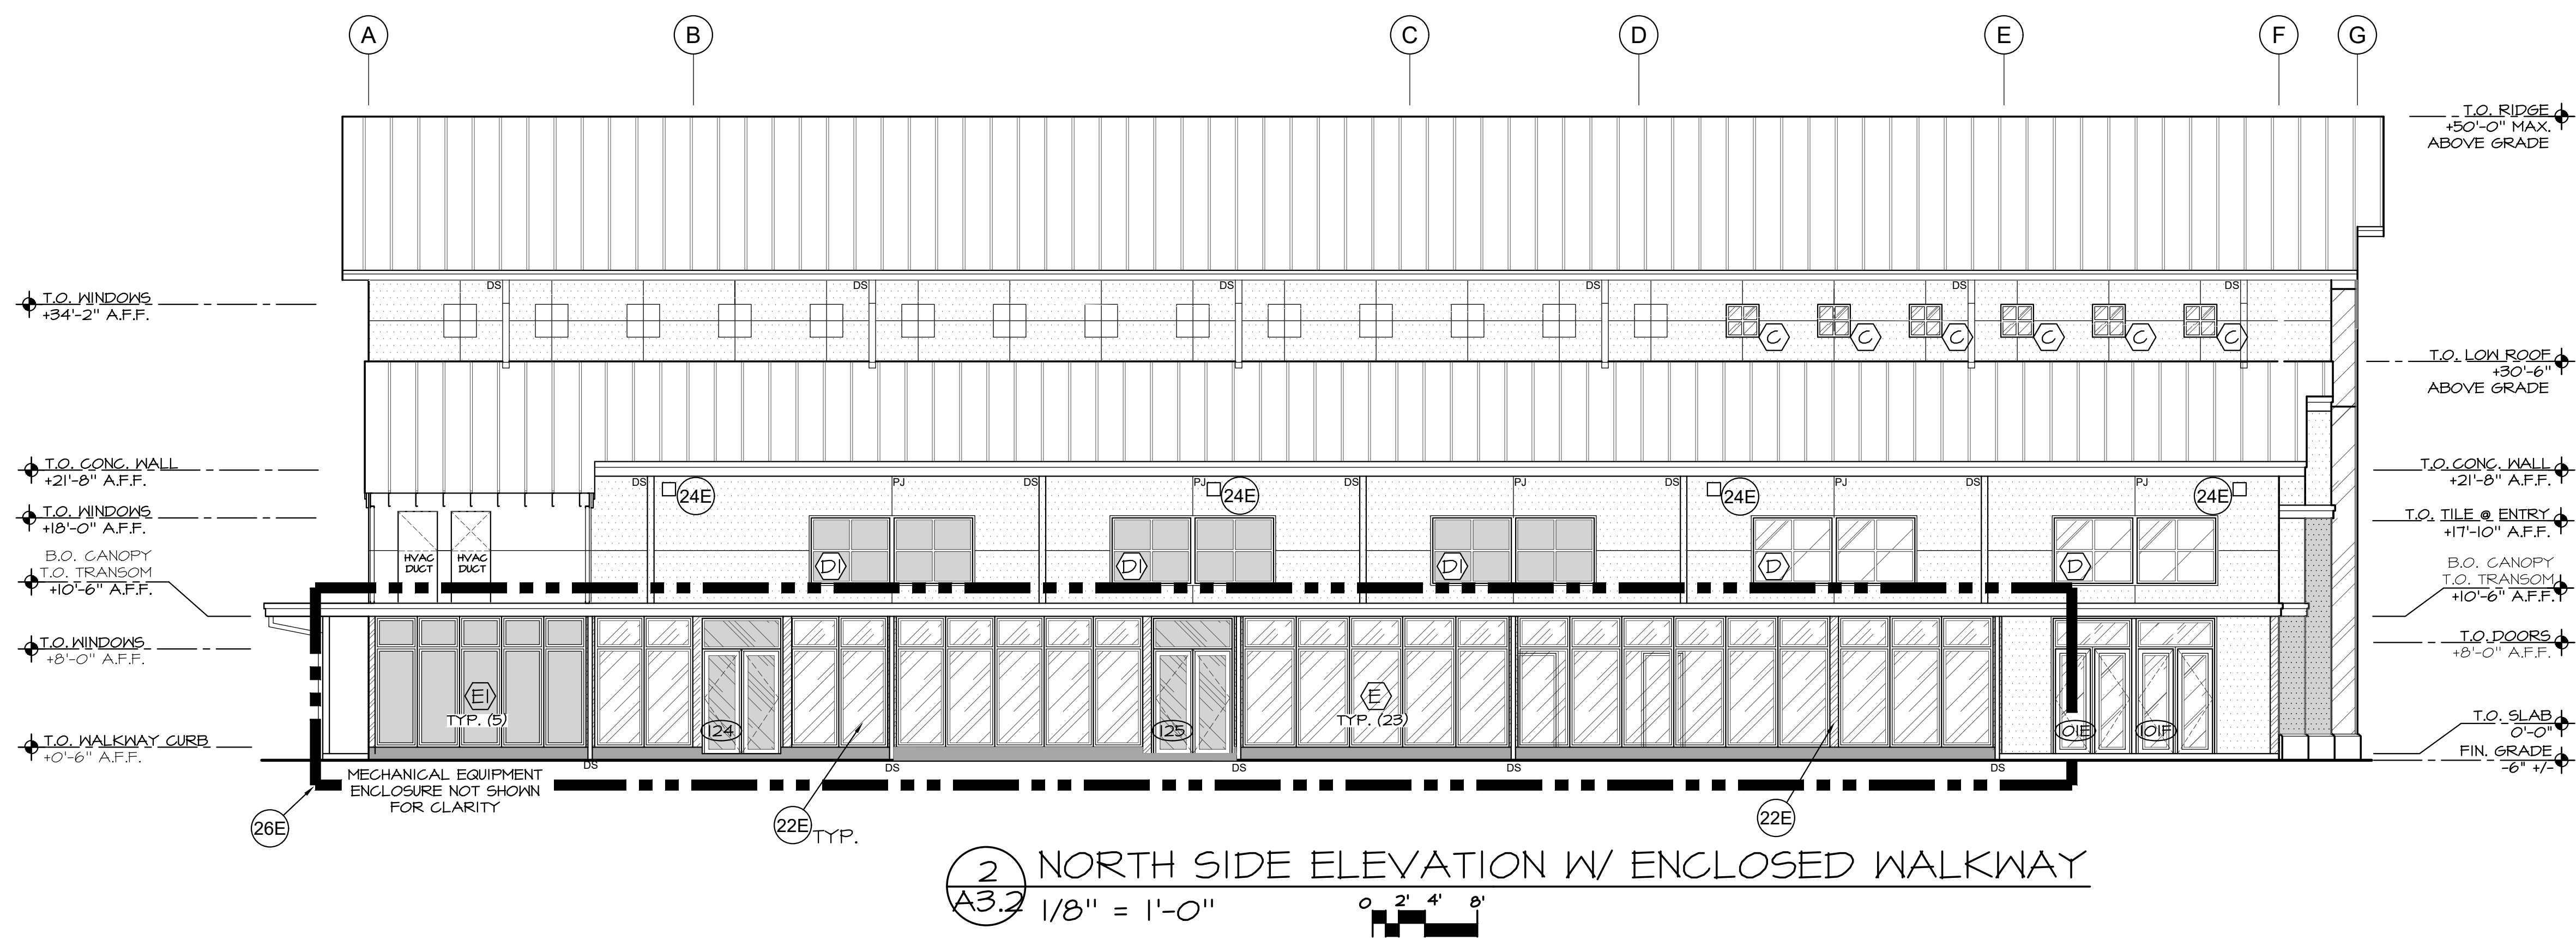 A
B
C
D
E
F
G
T.O. RIDGE
+50'-0" MAX.
ABOVE GRADE
DS
DS
DS
DS
DS
DS
T.O. WINDOWS
+34'-2" A.F.F.
C
C
C
C
C
C
T.O. LOW ROOF
+30'-6"
ABOVE GRADE
T.O. CONC. WALL
+21'-8" A.F.F.
T.O. CONC. WALL
+21'-8" A.F.F.
DS
24E
PJ
DS
PJ
24E
DS
PJ
DS
24E
PJ
DS
PJ
24E
T.O. WINDOWS
+18'-0" A.F.F.
T.O. TILE @ ENTRY
+17'-10" A.F.F.
HVAC
DUCT
HVAC
DUCT
D1
D1
D1
D
D
B.O. CANOPY
T.O. TRANSOM
+10'-6" A.F.F.
B.O. CANOPY
T.O. TRANSOM
+10'-6" A.F.F.
T.O. WINDOWS
+8'-0" A.F.F.
T.O. DOORS
+8'-0" A.F.F.
E1
TYP. (5)
E
TYP. (23)
124
125
101E
101F
T.O. WALKWAY CURB
+0'-6" A.F.F.
T.O. SLAB
0'-0"
FIN. GRADE
-6" +/-
DS
DS
DS
DS
DS
MECHANICAL EQUIPMENT
ENCLOSURE NOT SHOWN
FOR CLARITY
26E
22E TYP.
22E
2
A3.2
NORTH SIDE ELEVATION W/ ENCLOSED WALKWAY
1/8" = 1'-0"
0 2' 4' 8'